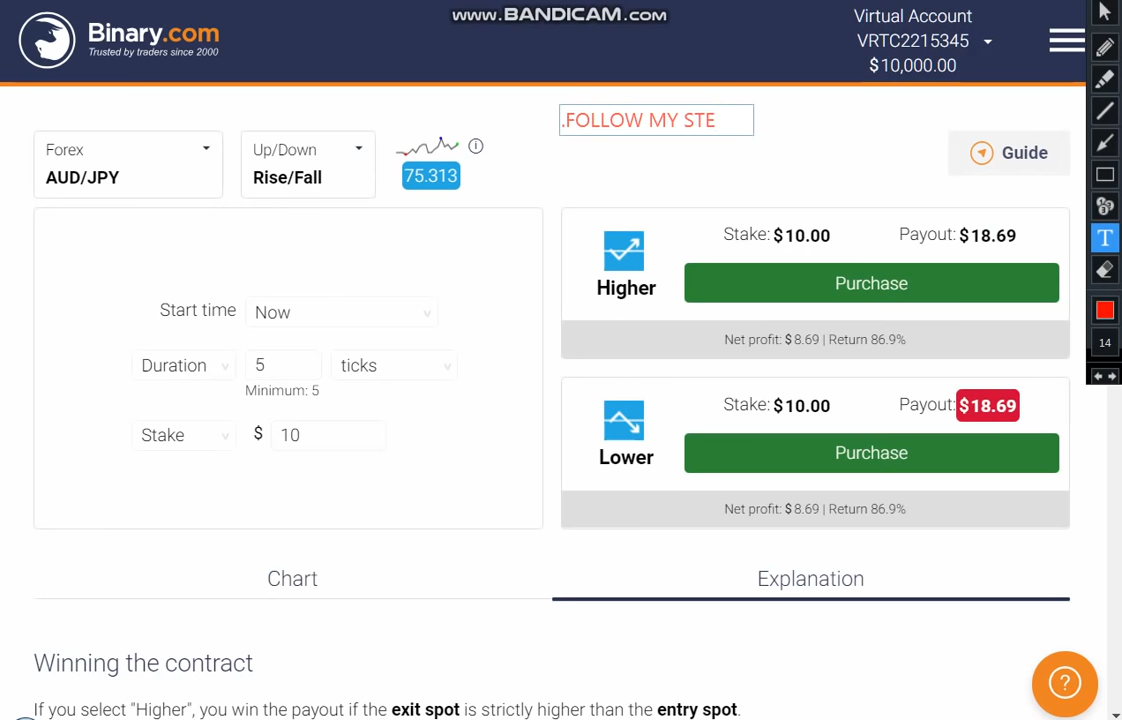 www.BANDICAM.com
Binary.com
Trusted by traders since 2000
Virtual Account
VRTC2215345
$10,000.00
.FOLLOW MY STE
Forex
AUD/JPY
Up/Down
Rise/Fall
75.313
Guide
Start time Now
Duration 5 ticks
Minimum: 5
Stake $ 10
Higher
Stake: $10.00 Payout: $18.69
Purchase
Net profit: $8.69 | Return 86.9%
Lower
Stake: $10.00 Payout: $18.69
Purchase
Net profit: $8.69 | Return 86.9%
Chart
Explanation
Winning the contract
If you select "Higher", you win the payout if the exit spot is strictly higher than the entry spot.
?
T
14